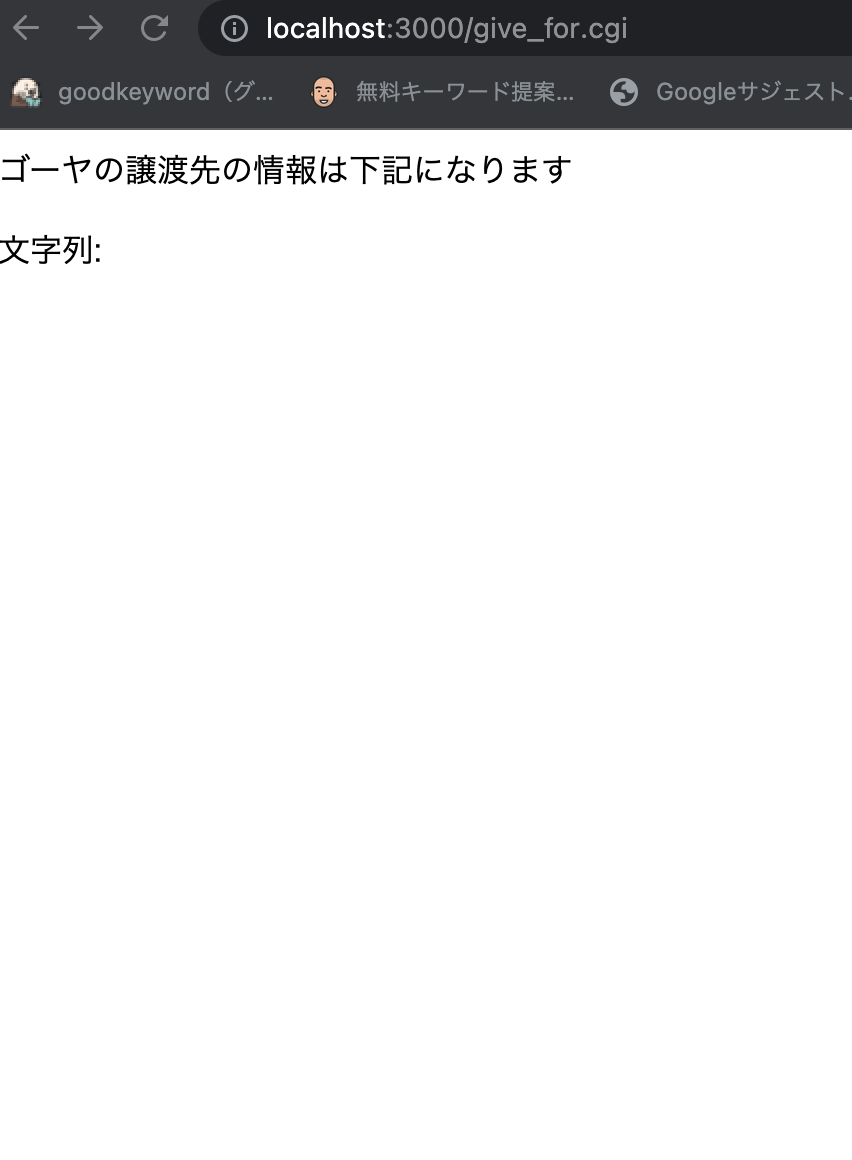 localhost:3000/give_for.cgi
goodkeyword（グ... 無料キーワード提案... Googleサジェスト.
ゴーヤの譲渡先の情報は下記になります
文字列: